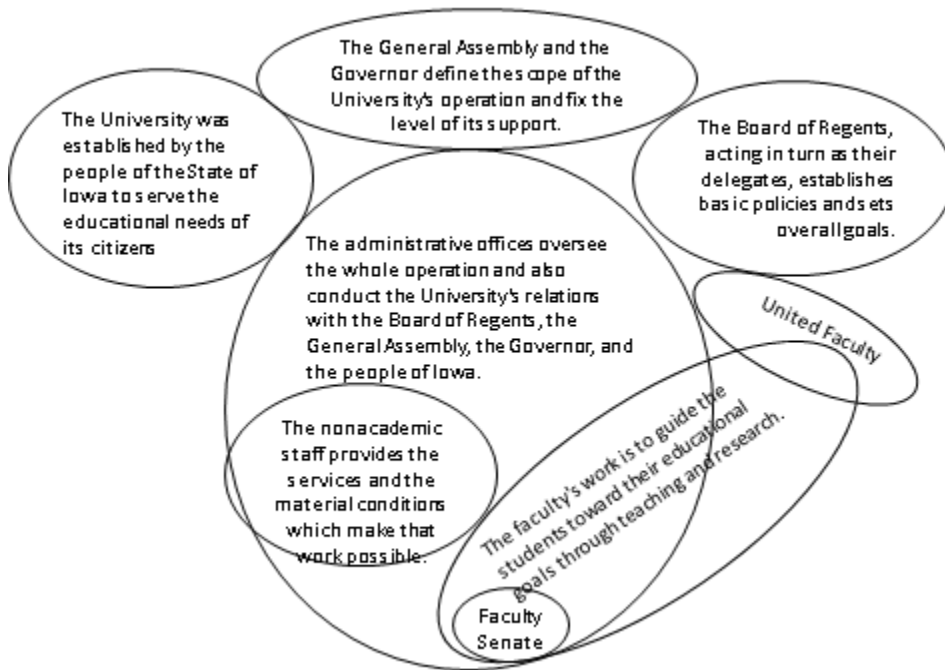 The General Assembly and the
Governor define the scope of the
University's operation and fix the
level of its support.
The University was
established by the
people of the State of
Iowa to serve the
educational needs of
its citizens
The Board of Regents,
acting in turn as their
delegates, establishes
basic policies and sets
overall goals.
The administrative offices oversee
the whole operation and also
conduct the University's relations
with the Board of Regents, the
General Assembly, the Governor, and
the people of Iowa.
United Faculty
The nonacademic
staff provides the
services and the
material conditions
which make that
work possible.
The faculty's work is to guide the
students toward their educational
goals through teaching and research.
Faculty
Senate